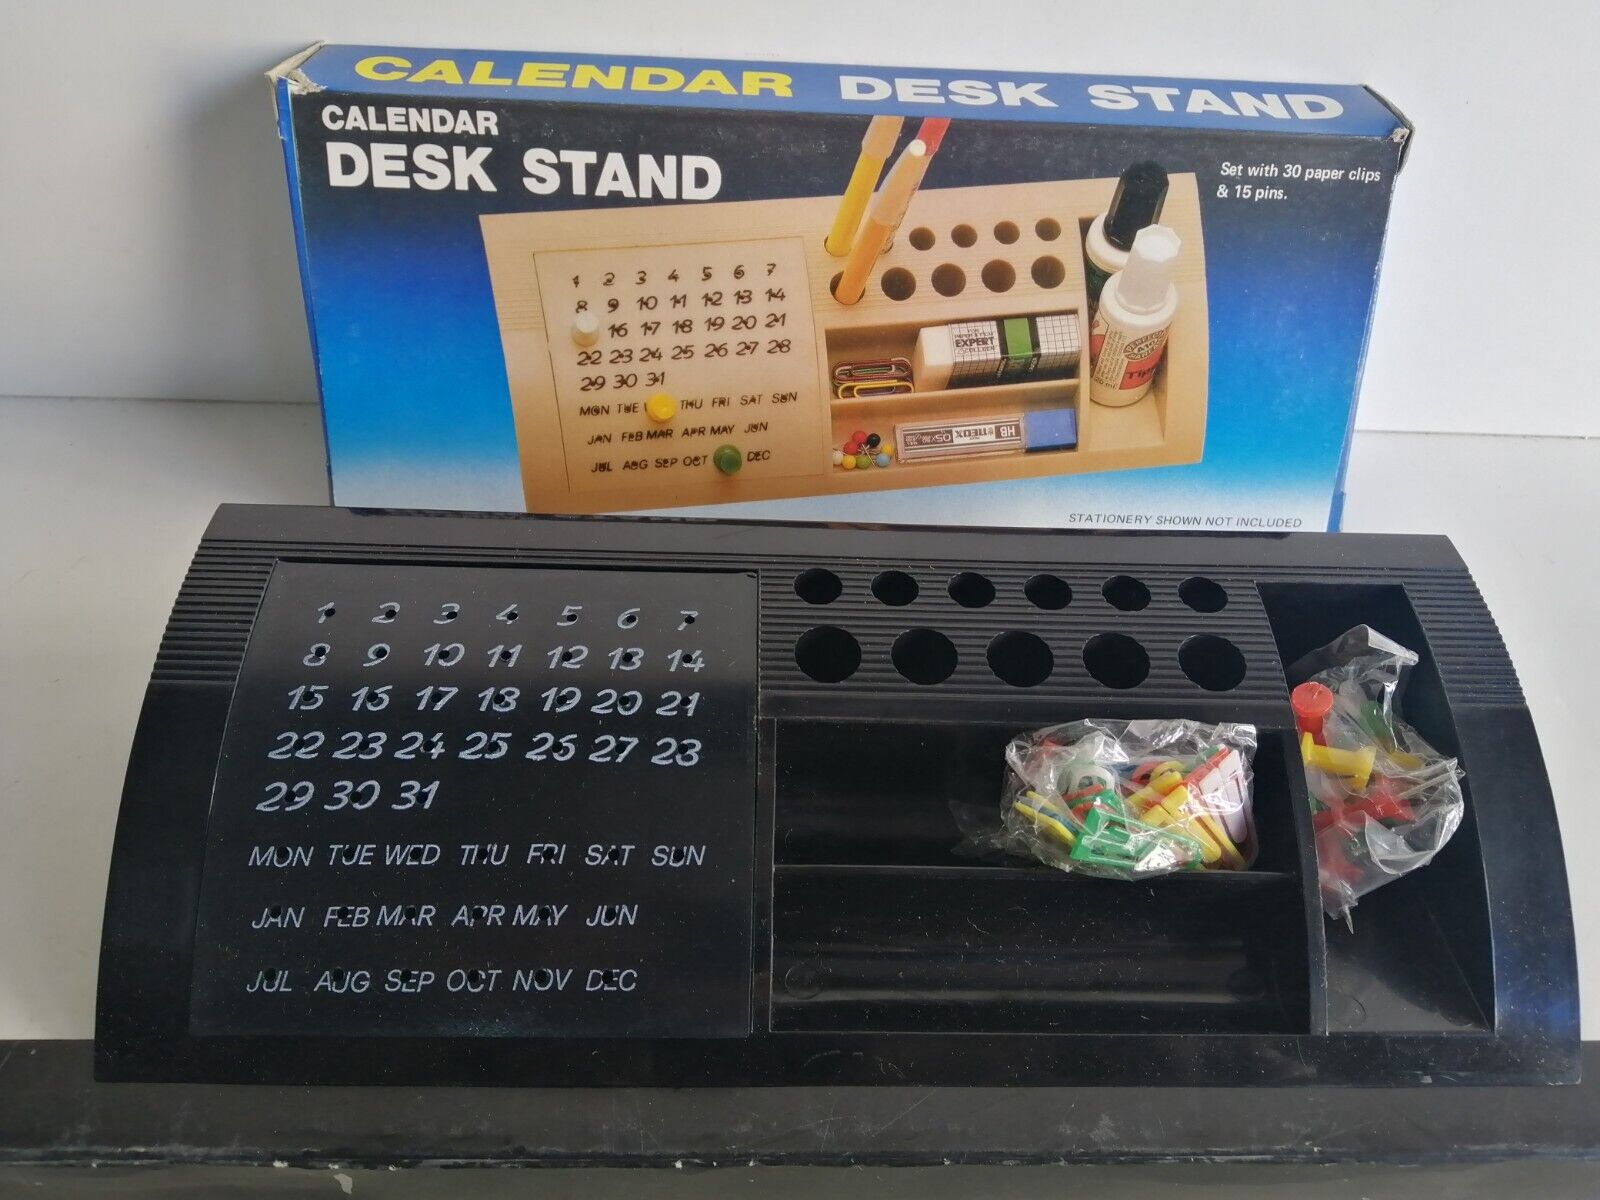 CALENDAR DESK STAND
CALENDAR
DESK STAND
Set with 30 paper clips
& 15 pins.
1 2 3 4 5 6 7
8 9 10 11 12 13 14
16 17 18 19 20 21
22 23 24 25 26 27 28
29 30 31
MON TUE THU FRI SAT SUN
JAN FEB MAR APR MAY JUN
JUL AUG SEP OCT DEC
EXPERT
HB
0.5
Tipp
20 ml
STATIONERY SHOWN NOT INCLUDED
1 2 3 4 5 6 7
8 9 10 11 12 13 14
15 16 17 18 19 20 21
22 23 24 25 26 27 28
29 30 31
MON TUE WED THU FRI SAT SUN
JAN FEB MAR APR MAY JUN
JUL AUG SEP OCT NOV DEC